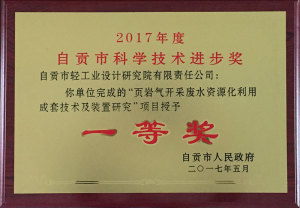 2017年度
自贡市科学技术进步奖
自贡市轻工业设计研究院有限责任公司:
你单位完成的“页岩气开采废水资源化利用
成套技术及装置研究”项目授予
一等奖
自贡市人民政府
二〇一七年五月